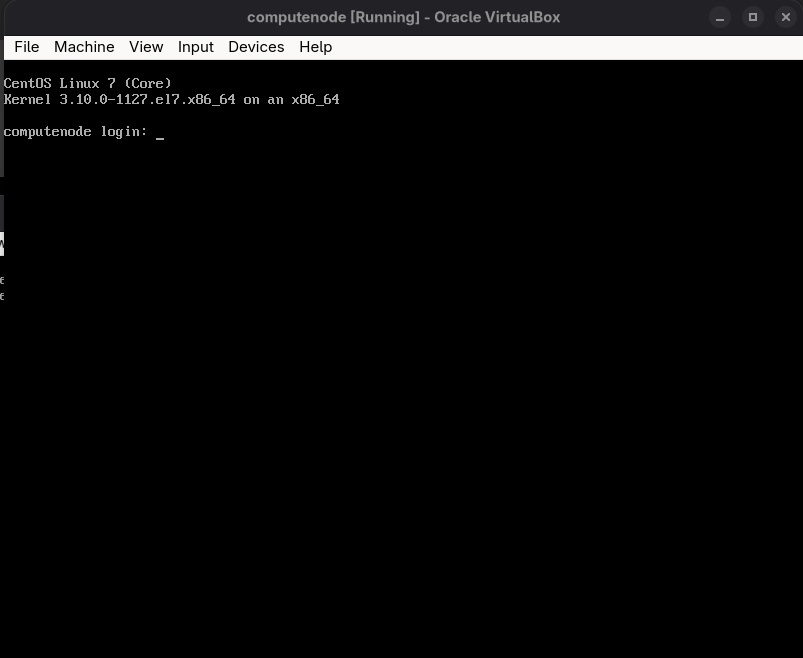 computenode [Running] - Oracle VirtualBox
File Machine View Input Devices Help
CentOS Linux 7 (Core)
Kernel 3.10.0-1127.el7.x86_64 on an x86_64
computenode login: _